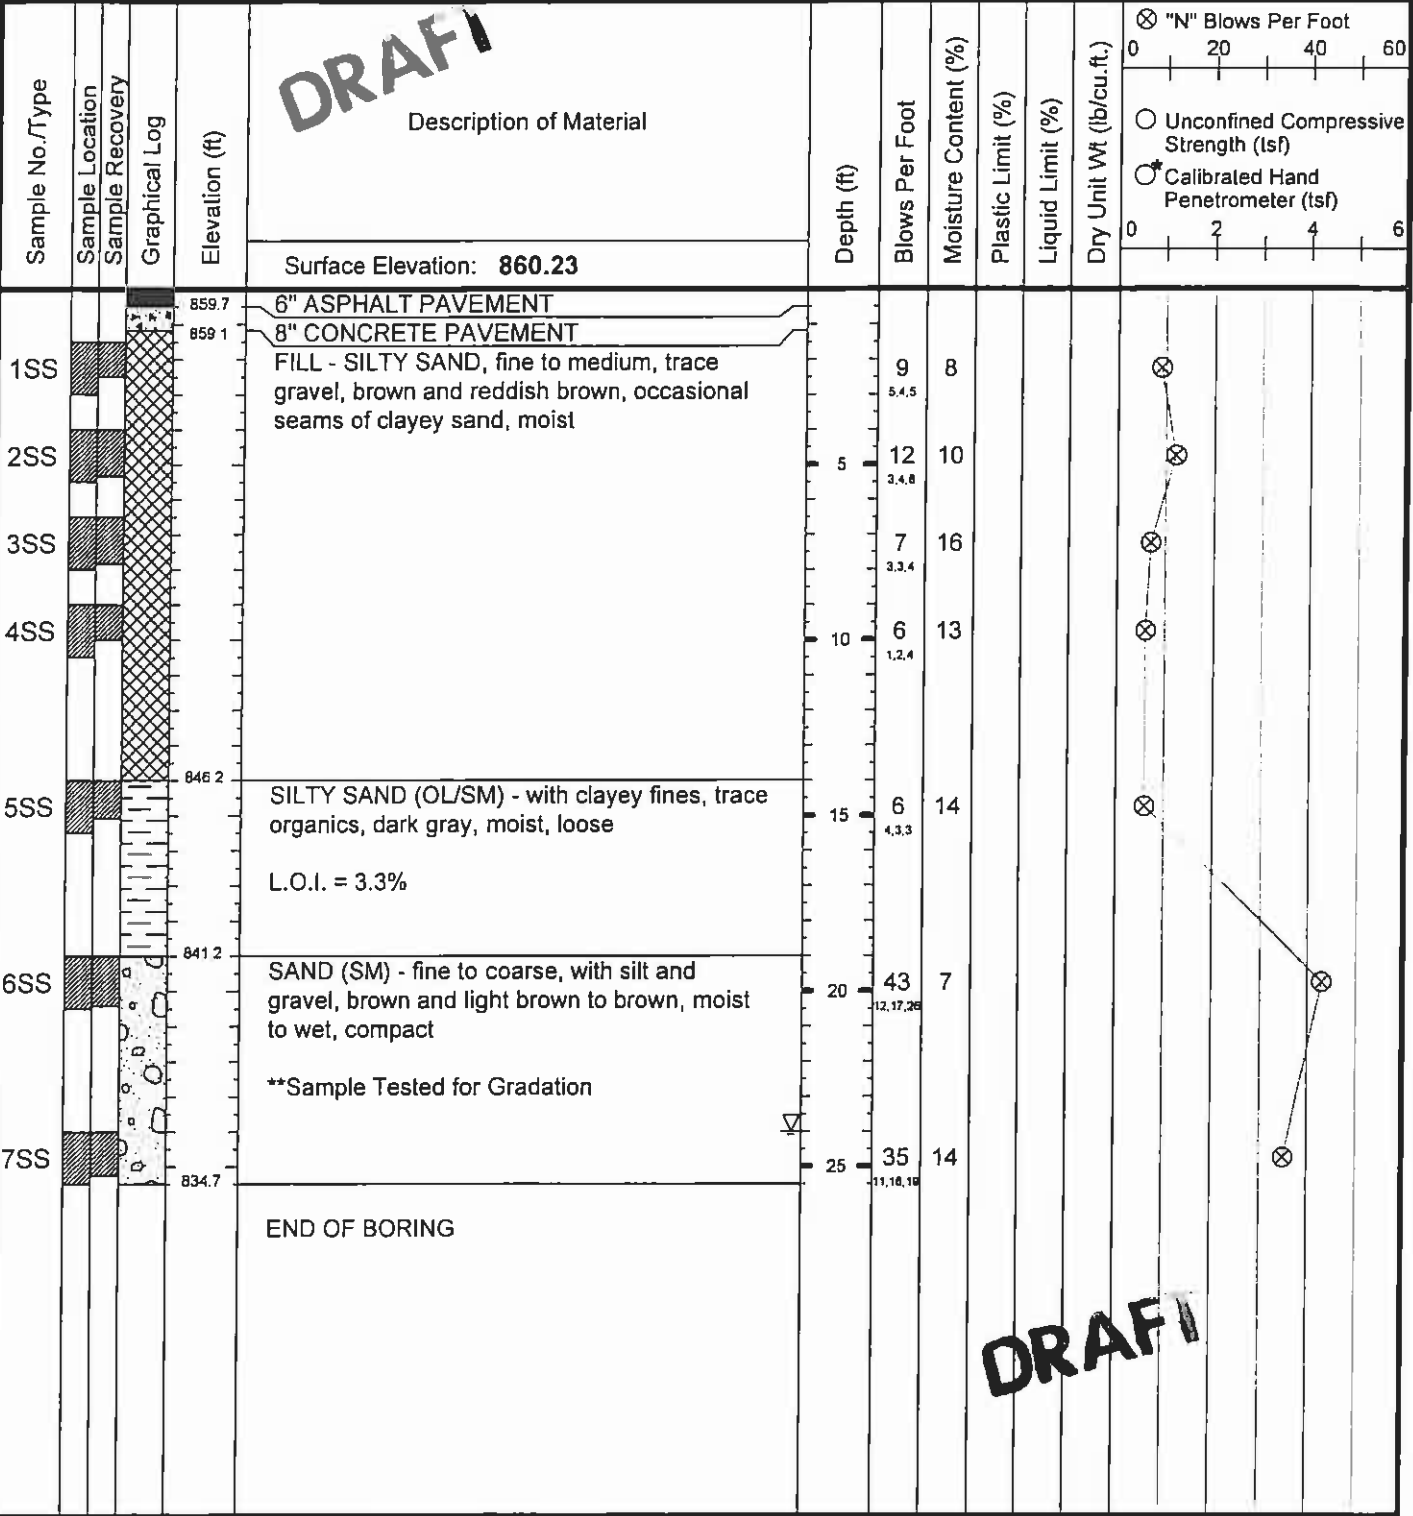 DRAFT
Sample No./Type
Sample Location
Sample Recovery
Graphical Log
Elevation (ft)
Description of Material
Surface Elevation: 860.23
Depth (ft)
Blows Per Foot
Moisture Content (%)
Plastic Limit (%)
Liquid Limit (%)
Dry Unit Wt (lb/cu.ft.)
"N" Blows Per Foot
0 20 40 60
Unconfined Compressive
Strength (tsf)
* Calibrated Hand
Penetrometer (tsf)
0 2 4 6
859.7 6" ASPHALT PAVEMENT
859 1 8" CONCRETE PAVEMENT
FILL - SILTY SAND, fine to medium, trace
1SS 9 8
gravel, brown and reddish brown, occasional
5,4,5
seams of clayey sand, moist
2SS 5 12 10
3,4,8
3SS 7 16
3,3,4
4SS 10 6 13
1,2,4
846 2
SILTY SAND (OL/SM) - with clayey fines, trace
5SS 15 6 14
organics, dark gray, moist, loose
4,3,3
L.O.I. = 3.3%
841 2
SAND (SM) - fine to coarse, with silt and
6SS 20 43 7
gravel, brown and light brown to brown, moist
12,17,26
to wet, compact
**Sample Tested for Gradation
7SS 25 35 14
834.7 11,16,19
END OF BORING
DRAFT